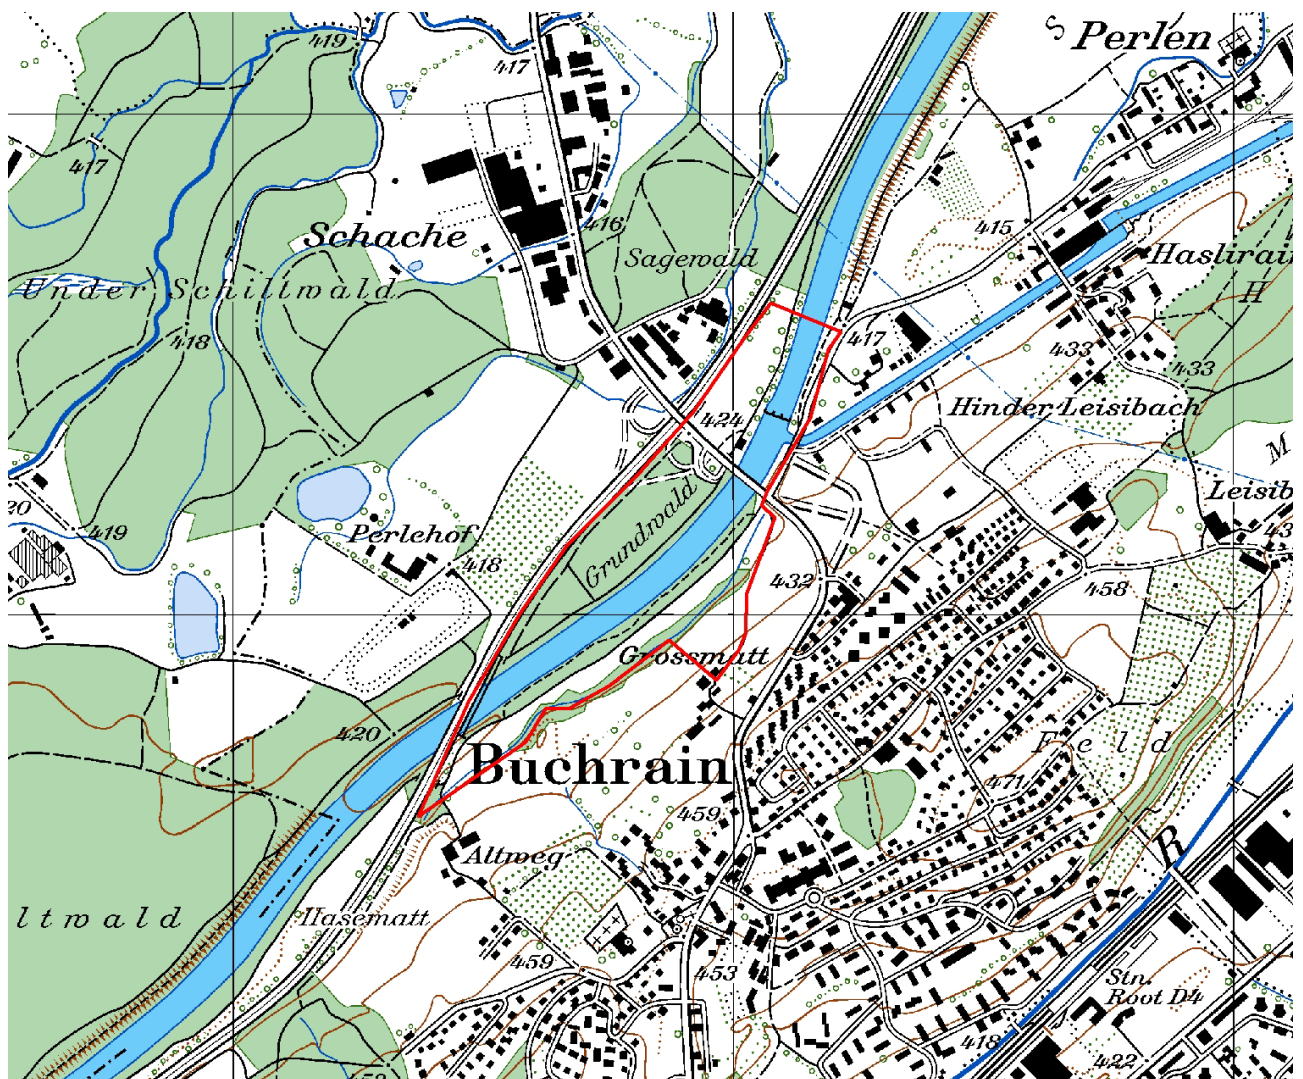 419
417
S
Perlen
417
Schache
416
Sagewald
415
Haslirain
Under Schiltwald
H
418
417
433
433
424
Hinder Leisibach
M
20
419
Perlehof
418
Grundwald
Leisib
43
432
458
Grossmatt
420
Buchrain
Feld
471
459
Altweg
R
ltwald
Hasematt
459
453
Stn.
Root D4
418
422